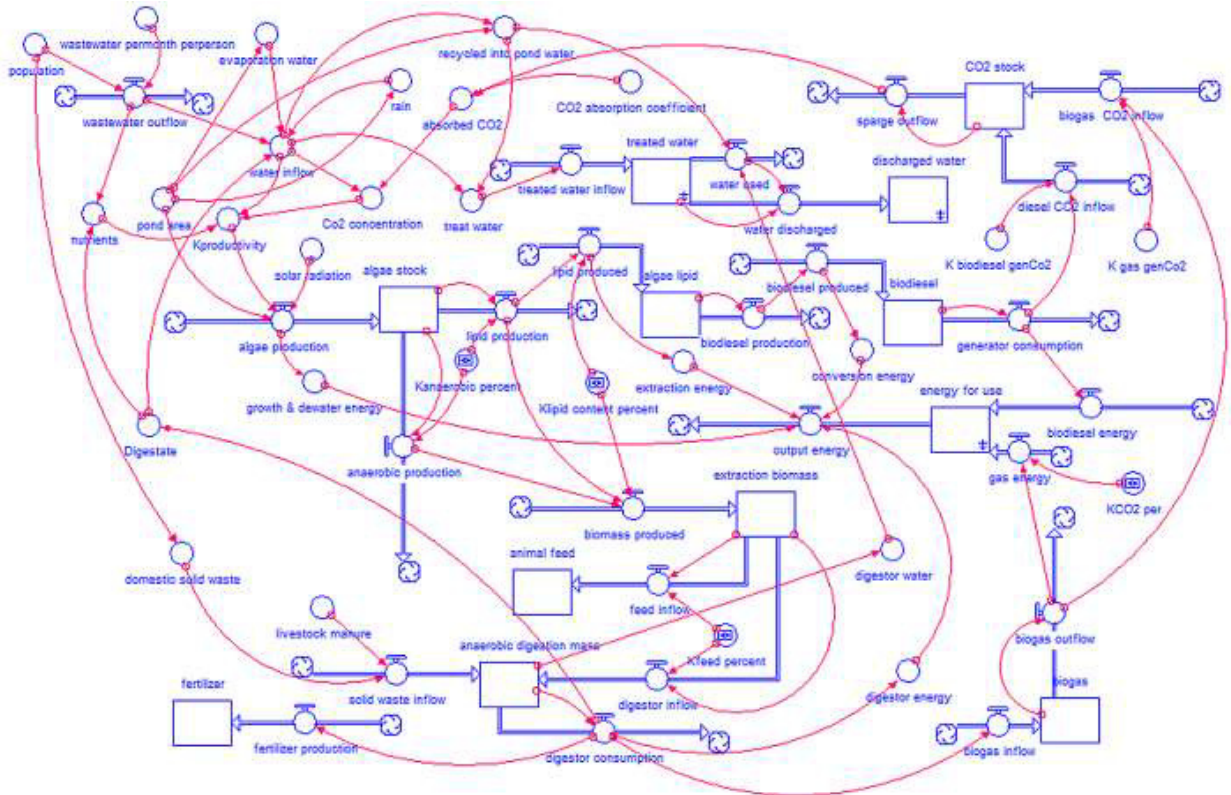 wastewater permonth perperson
population
evaporation water
recycled into pond water
CO2 stock
wastewater outflow
rain
absorbed CO2
CO2 absorption coefficient
sparge outflow
biogas CO2 inflow
water inflow
treated water
discharged water
treated water inflow
water used
nutrients
pond area
Kproductivity
Co2 concentration
treat water
water discharged
diesel CO2 inflow
solar radiation
algae stock
lipid produced
algae lipid
biodiesel produced
biodiesel
K biodiesel genCo2
K gas genCo2
algae production
lipid production
biodiesel production
generator consumption
Kanaerobic percent
extraction energy
conversion energy
growth & dewater energy
Klipid content percent
energy for use
Digestate
anaerobic production
output energy
biodiesel energy
gas energy
extraction biomass
KCO2 per
biomass produced
animal feed
domestic solid waste
digestor water
feed inflow
livestock manure
anaerobic digestion mass
Kfeed percent
biogas outflow
fertilizer
solid waste inflow
digestor inflow
digestor energy
biogas
fertilizer production
digestor consumption
biogas inflow